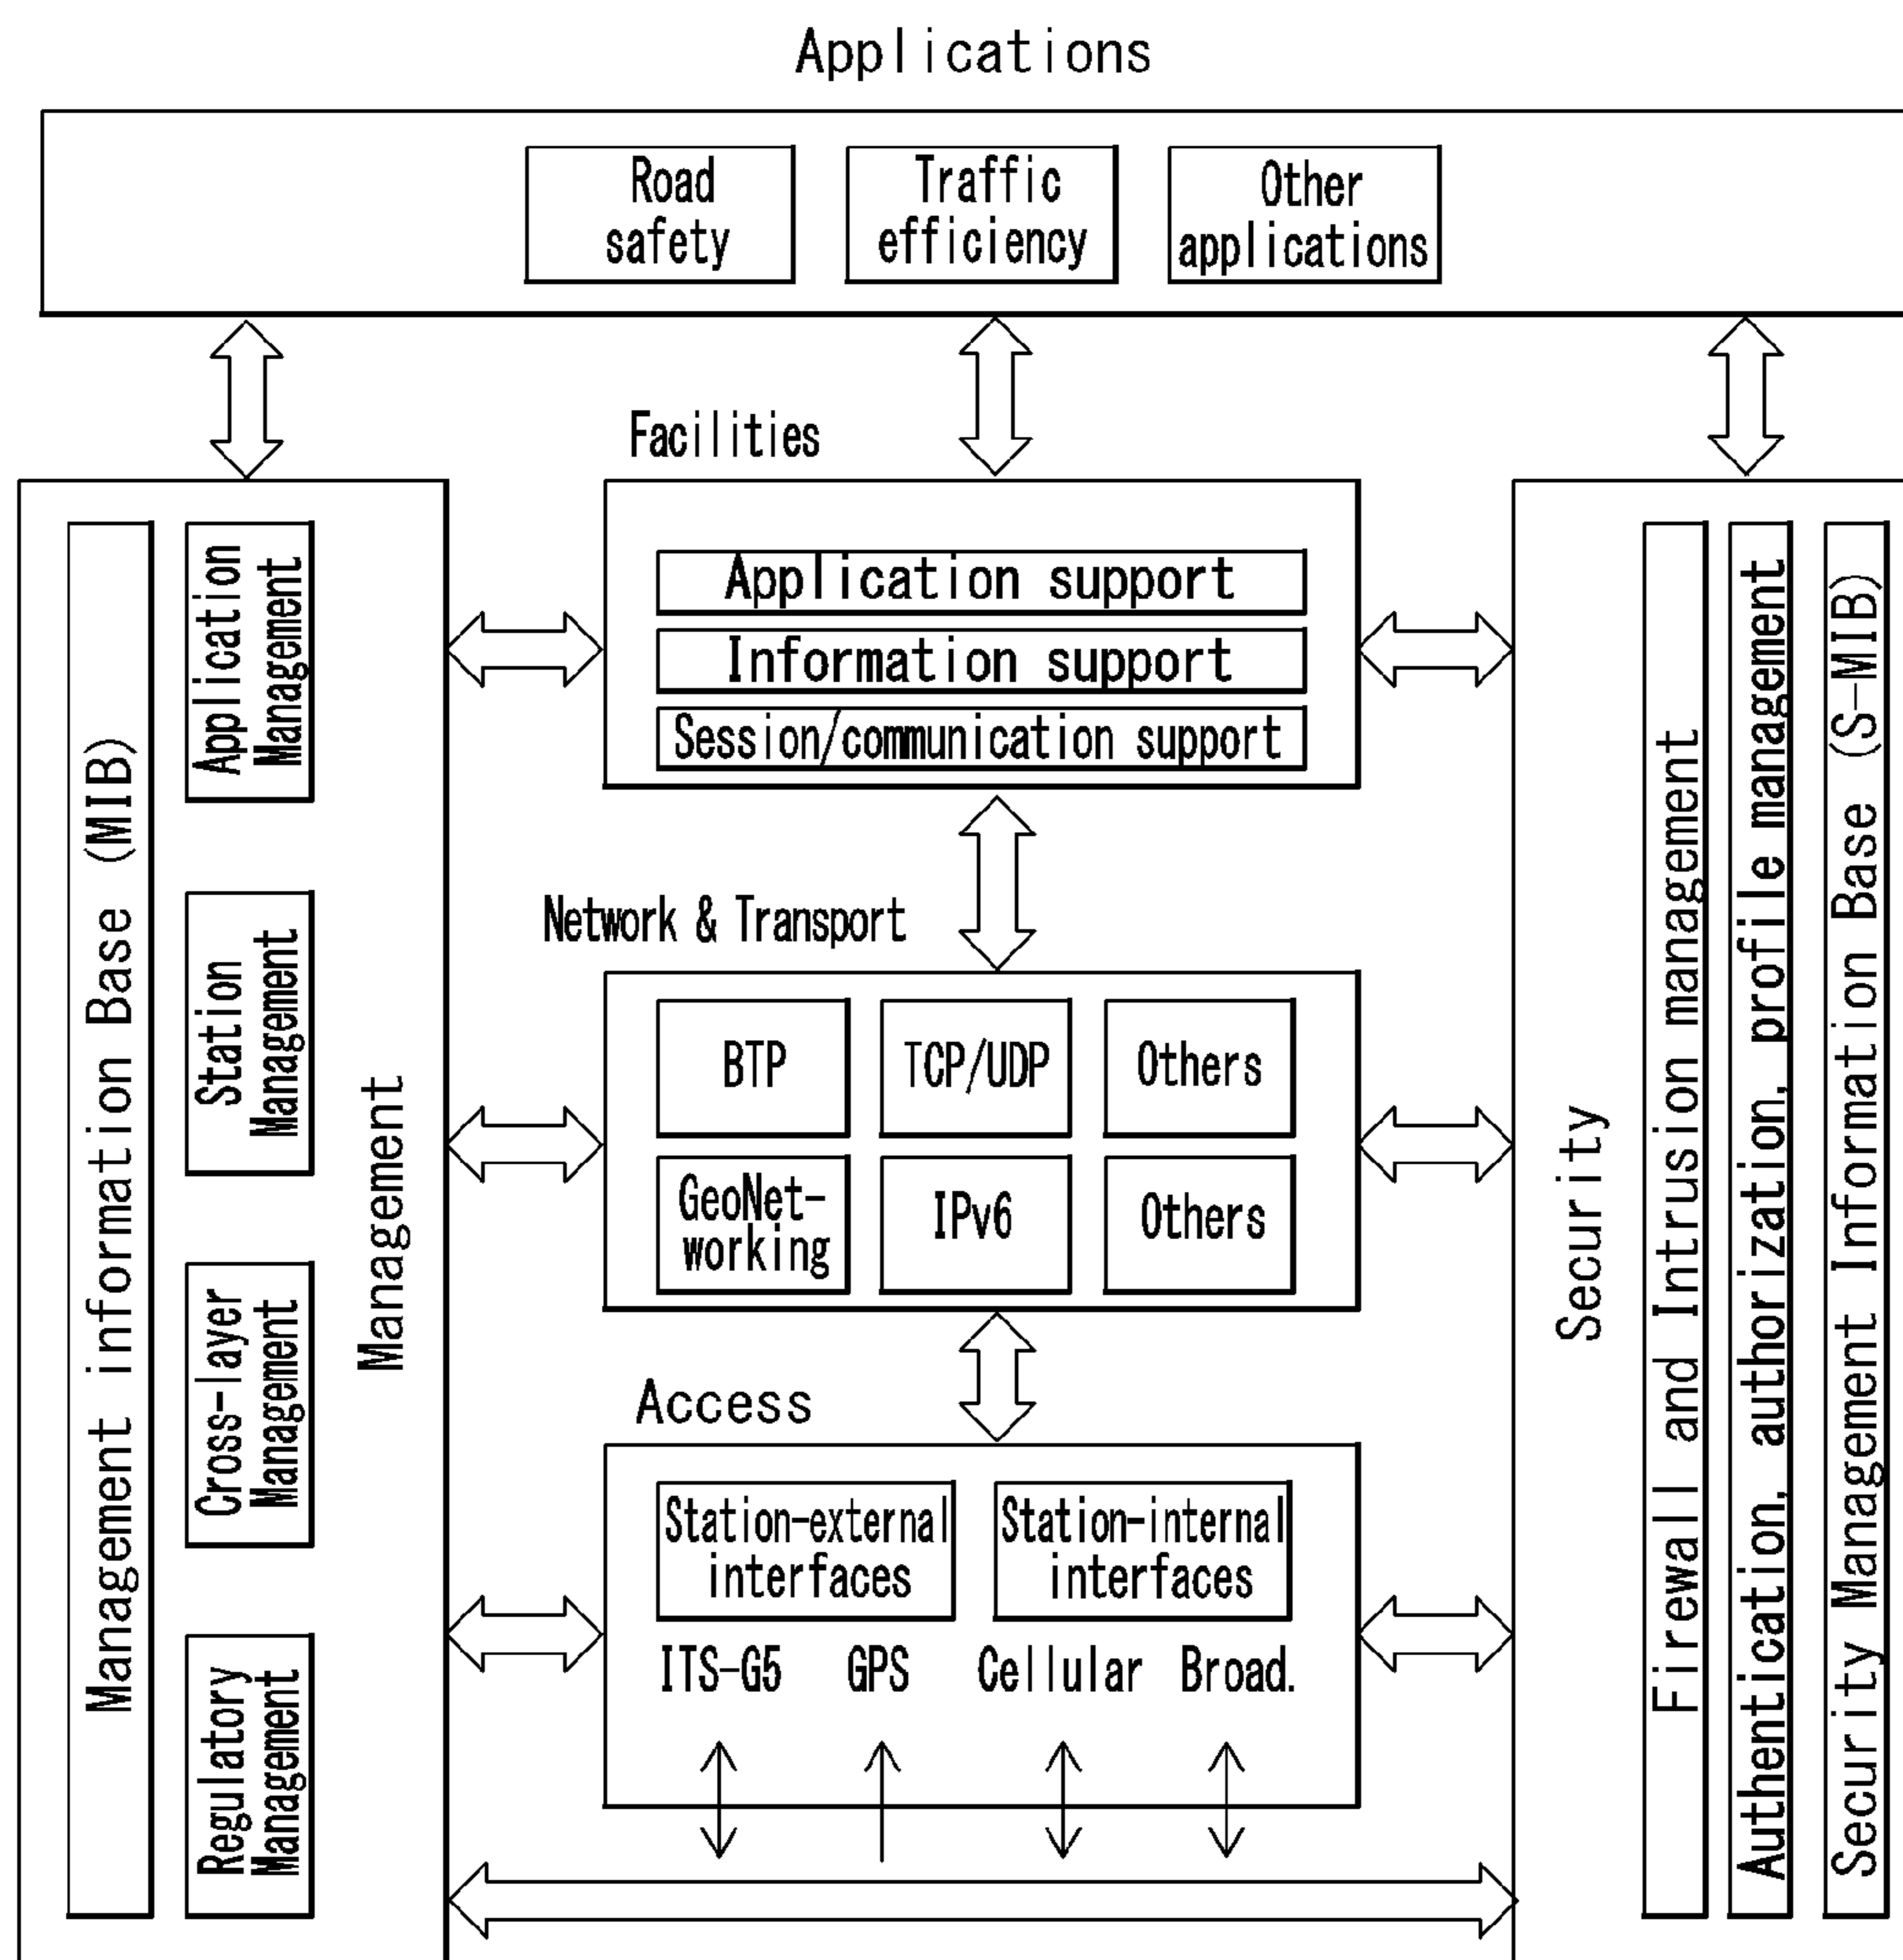 Applications
Road
safety
Traffic
efficiency
Other
applications
Facilities
Application support
Information support
Session/communication support
Network & Transport
BTP
TCP/UDP
Others
GeoNet-
working
IPv6
Others
Access
Station-external
interfaces
Station-internal
interfaces
ITS-G5
GPS
Cellular
Broad.
Management information Base (MIB)
Application
Management
Station
Management
Cross-layer
Management
Regulatory
Management
Management
Security
Firewall and Intrusion management
Authentication, authorization, profile management
Security Management Information Base (S-MIB)